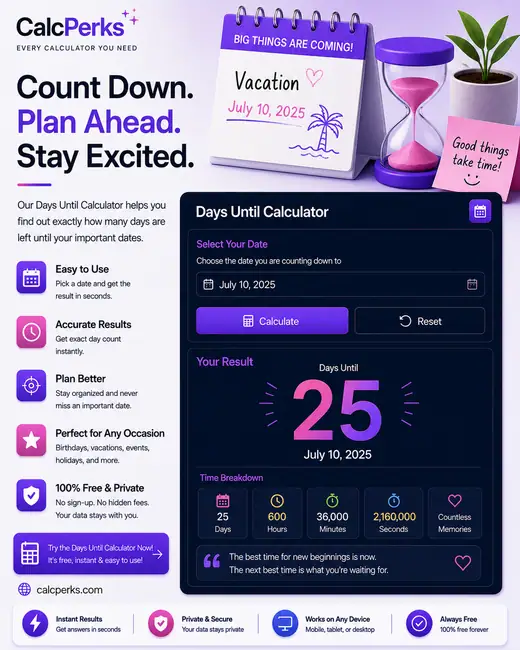 CalcPerks
EVERY CALCULATOR YOU NEED
Count Down.
Plan Ahead.
Stay Excited.
BIG THINGS ARE COMING!
Vacation
July 10, 2025
Good things
take time!
Our Days Until Calculator helps you
find out exactly how many days are
left until your important dates.
Easy to Use
Pick a date and get the
result in seconds.
Accurate Results
Get exact day count
instantly.
Plan Better
Stay organized and never
miss an important date.
Perfect for Any Occasion
Birthdays, vacations, events,
holidays, and more.
100% Free & Private
No sign-up. No hidden fees.
Your data stays with you.
Try the Days Until Calculator Now!
It's free, instant & easy to use!
calcperks.com
Days Until Calculator
Select Your Date
Choose the date you are counting down to
July 10, 2025
Calculate
Reset
Your Result
Days Until
25
July 10, 2025
Time Breakdown
25
Days
600
Hours
36,000
Minutes
2,160,000
Seconds
Countless
Memories
The best time for new beginnings is now.
The next best time is what you're waiting for.
Instant Results
Get answers in seconds
Private & Secure
Your data stays private
Works on Any Device
Mobile, tablet, or desktop
Always Free
100% free forever